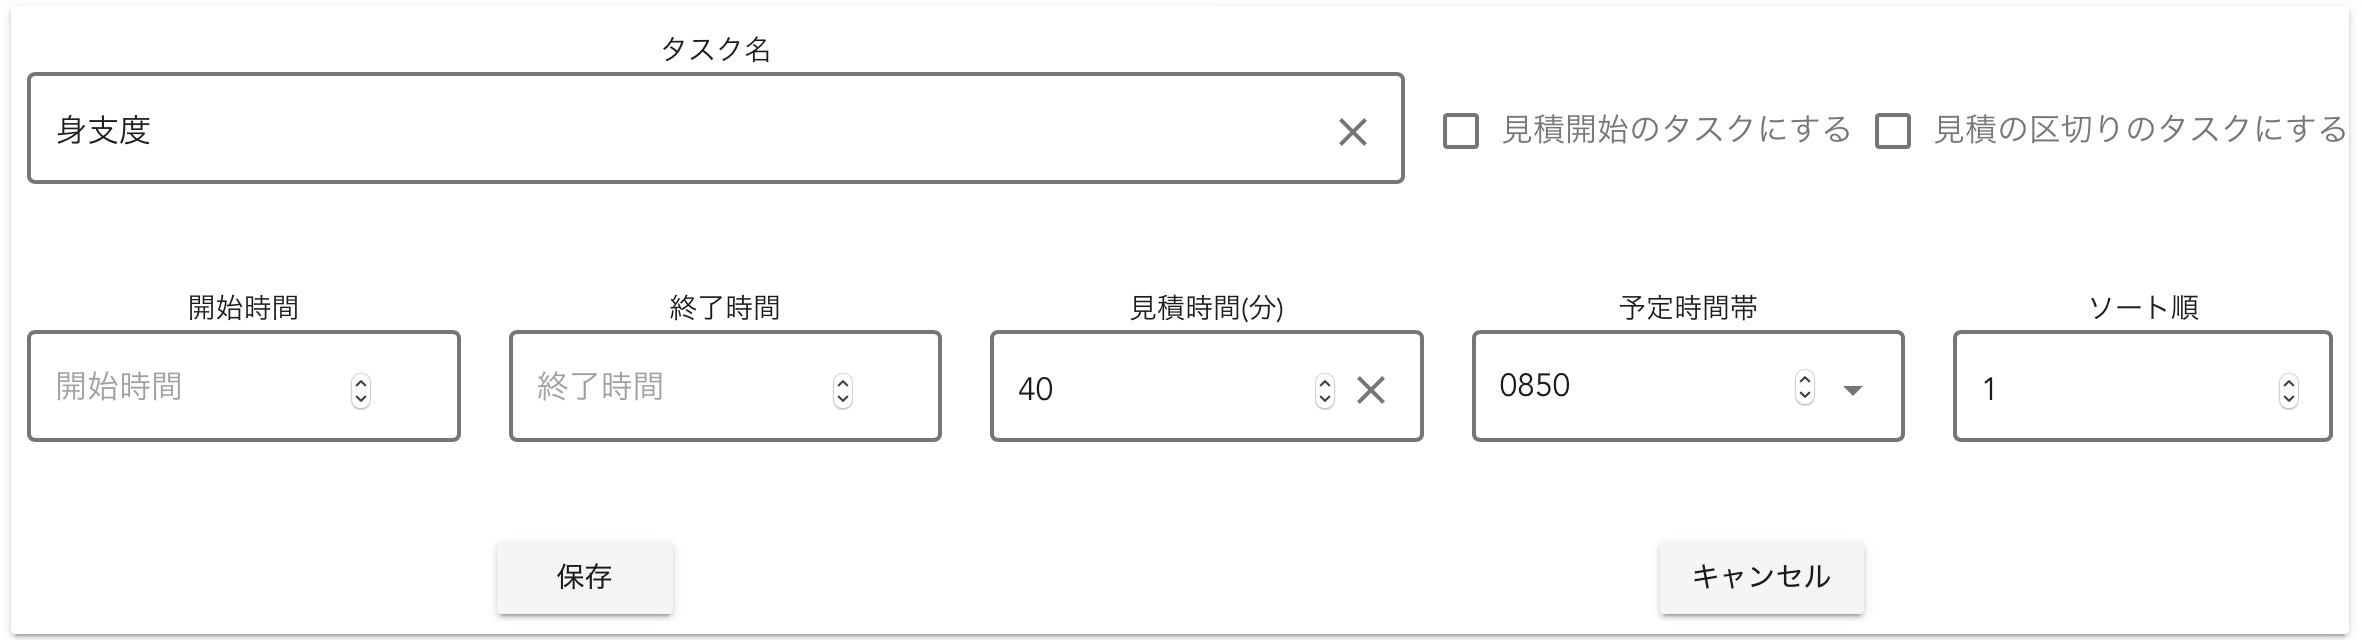 タスク名
身支度
見積開始のタスクにする 見積の区切りのタスクにする
開始時間 終了時間 見積時間(分) 予定時間帯 ソート順
開始時間 終了時間 40 0850 1
保存 キャンセル